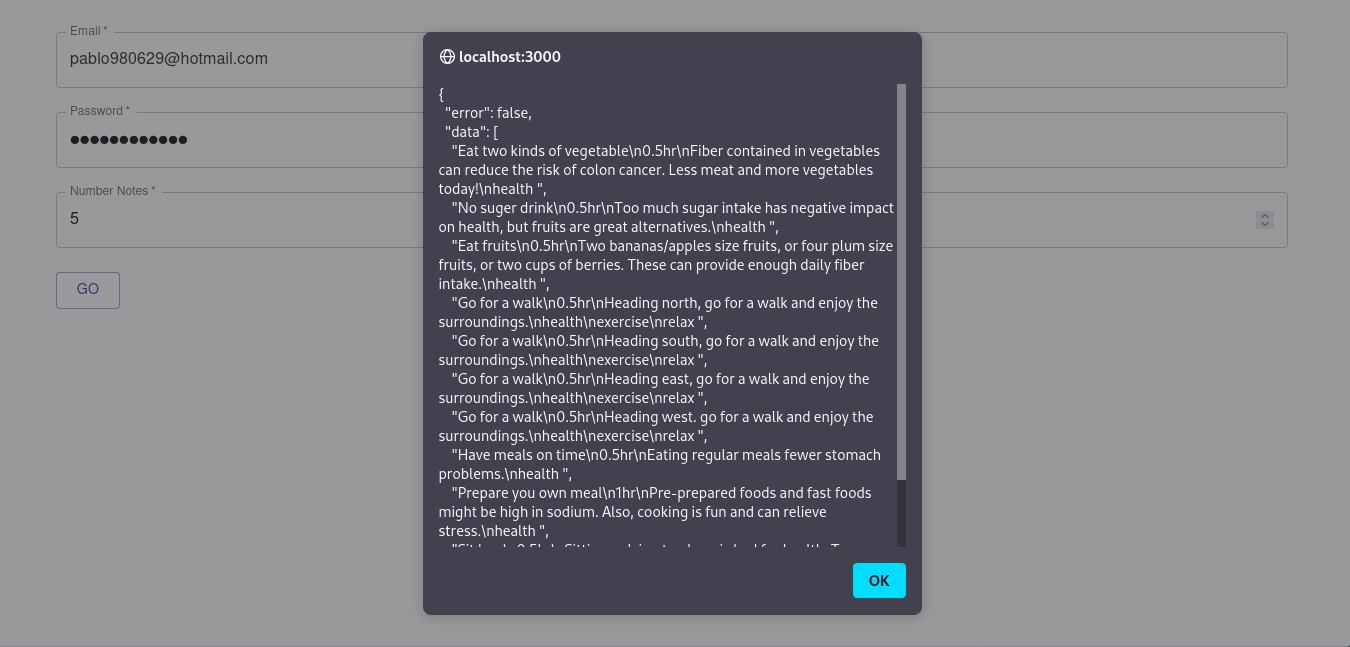 Email *
pablo980629@hotmail.com
Password *
●●●●●●●●●●●●
Number Notes *
5
GO
localhost:3000
{
"error": false,
"data": [
"Eat two kinds of vegetable\n0.5hr\nFiber contained in vegetables
can reduce the risk of colon cancer. Less meat and more vegetables
today!\nhealth ",
"No suger drink\n0.5hr\nToo much sugar intake has negative impact
on health, but fruits are great alternatives.\nhealth ",
"Eat fruits\n0.5hr\nTwo bananas/apples size fruits, or four plum size
fruits, or two cups of berries. These can provide enough daily fiber
intake.\nhealth ",
"Go for a walk\n0.5hr\nHeading north, go for a walk and enjoy the
surroundings.\nhealth\nexercise\nrelax ",
"Go for a walk\n0.5hr\nHeading south, go for a walk and enjoy the
surroundings.\nhealth\nexercise\nrelax ",
"Go for a walk\n0.5hr\nHeading east, go for a walk and enjoy the
surroundings.\nhealth\nexercise\nrelax ",
"Go for a walk\n0.5hr\nHeading west. go for a walk and enjoy the
surroundings.\nhealth\nexercise\nrelax ",
"Have meals on time\n0.5hr\nEating regular meals fewer stomach
problems.\nhealth ",
"Prepare you own meal\n1hr\nPre-prepared foods and fast foods
might be high in sodium. Also, cooking is fun and can relieve
stress.\nhealth ",
OK